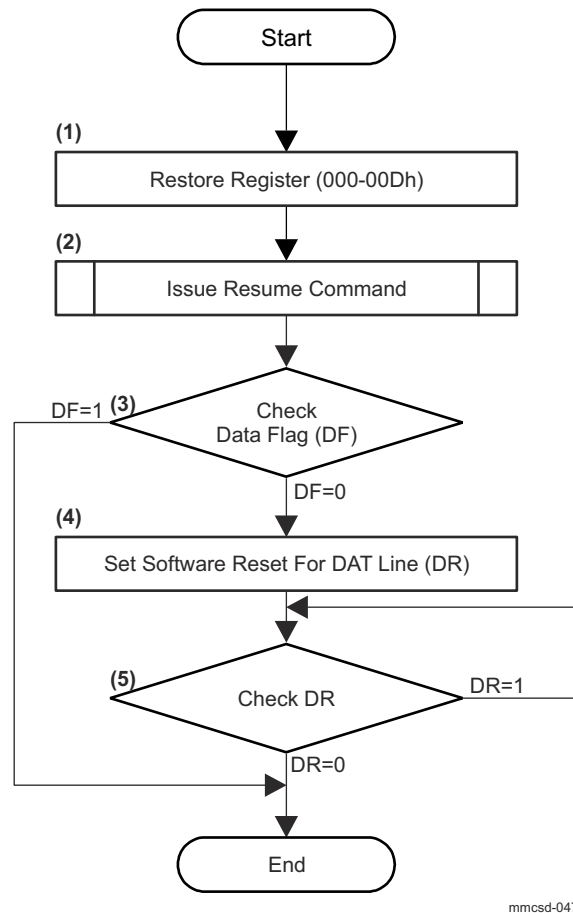 Start
(1)
Restore Register (000-00Dh)
(2)
Issue Resume Command
DF=1
(3)
Check
Data Flag (DF)
DF=0
(4)
Set Software Reset For DAT Line (DR)
(5)
Check DR
DR=1
DR=0
End